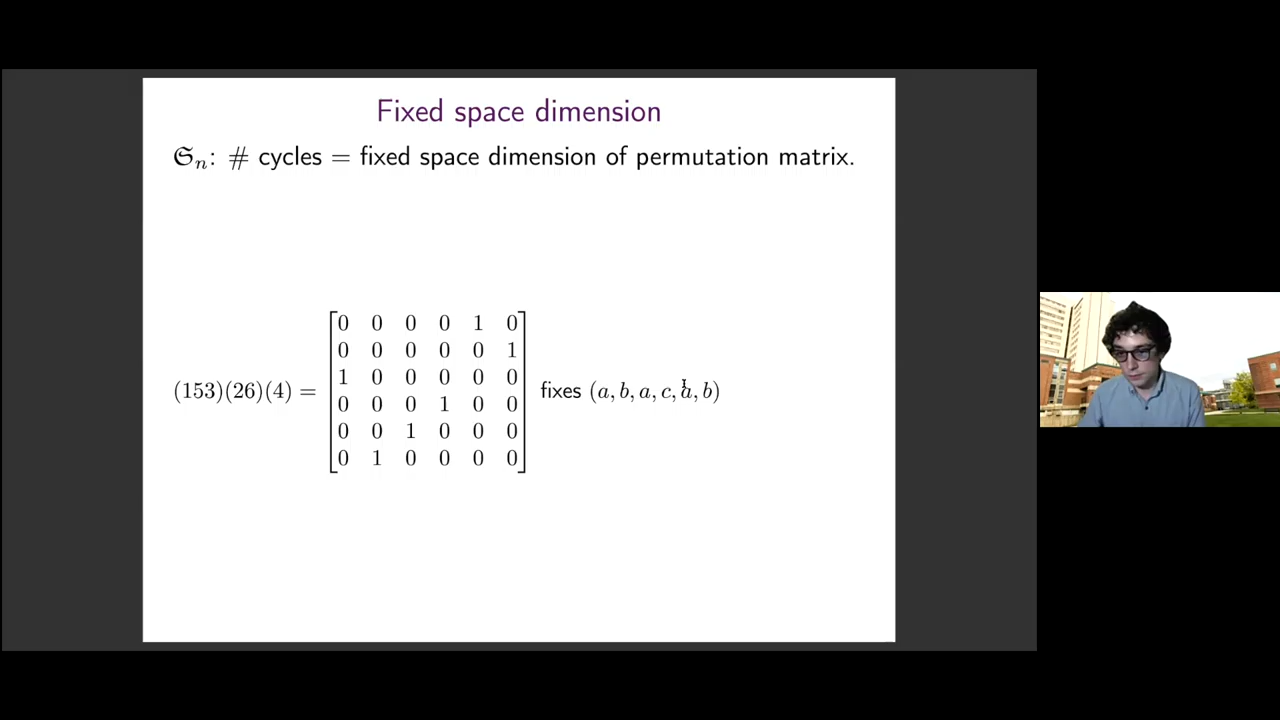 Fixed space dimension
𝔖ₙ: # cycles = fixed space dimension of permutation matrix.
0 0 0 0 1 0
0 0 0 0 0 1
1 0 0 0 0 0
(153)(26)(4) = fixes (a, b, a, c, a, b)
0 0 0 1 0 0
0 0 1 0 0 0
0 1 0 0 0 0